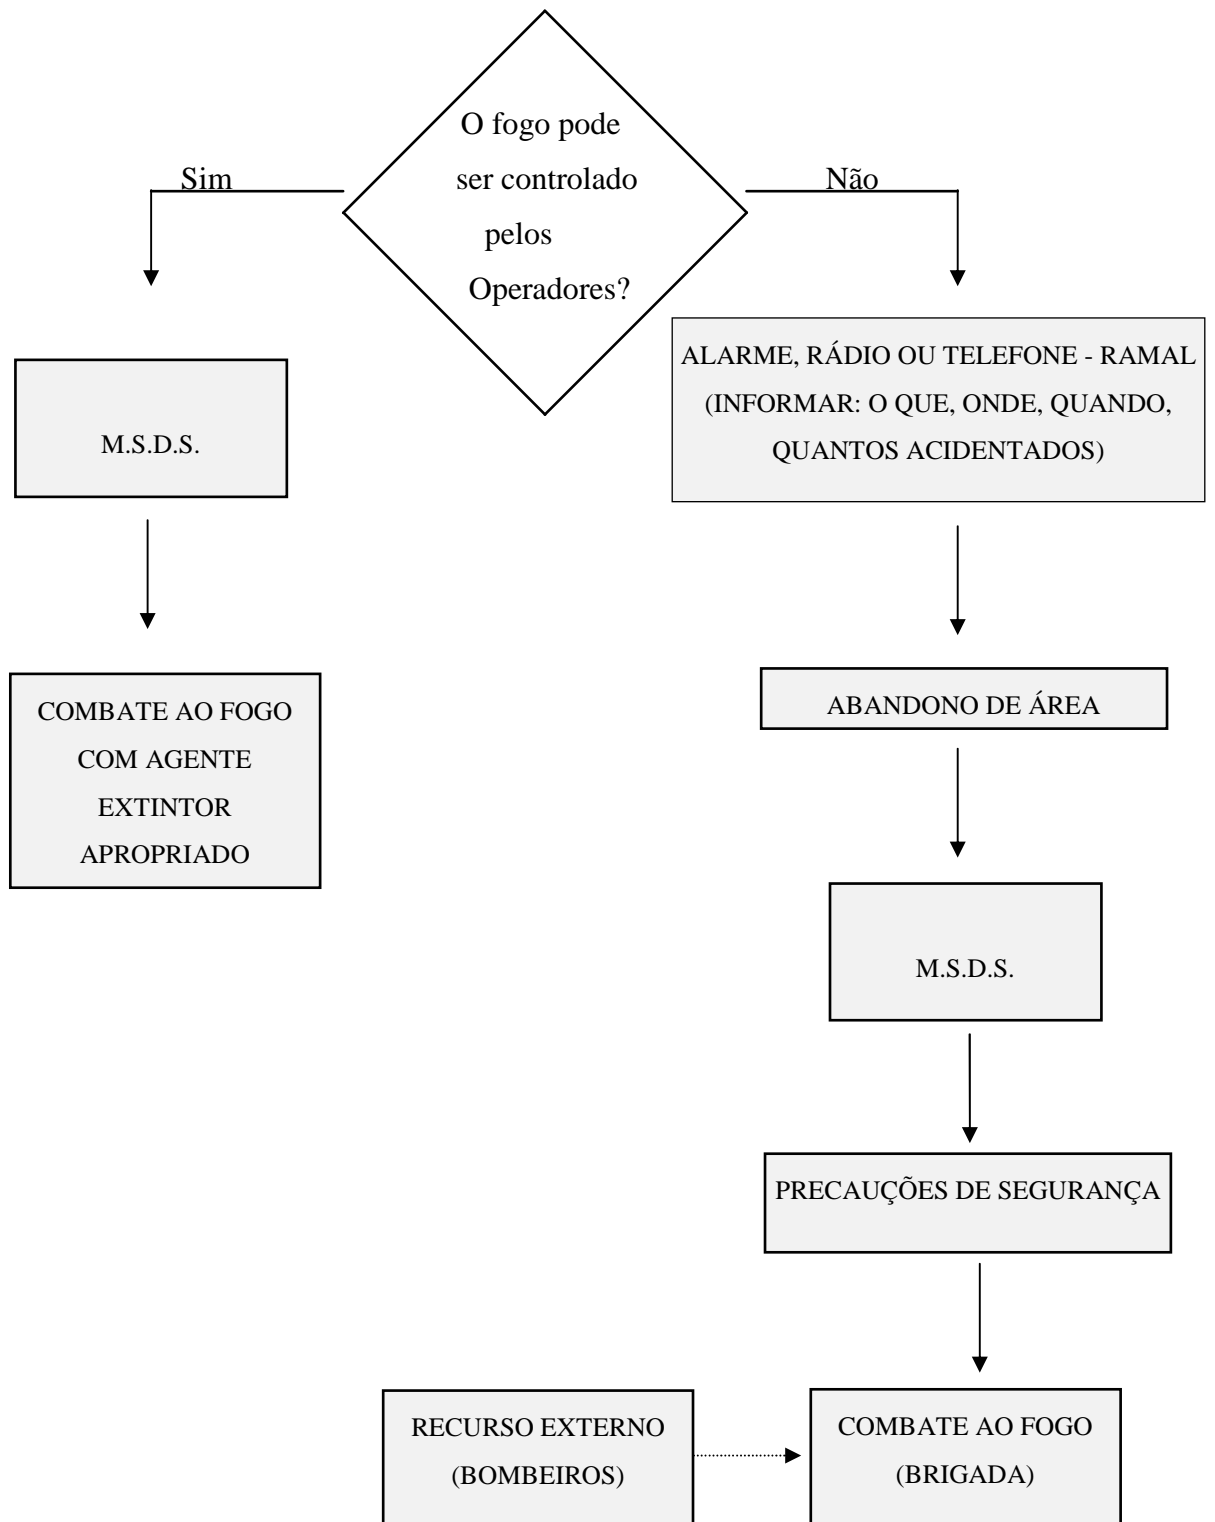 O fogo pode
ser controlado
pelos
Operadores?
Sim
Não
M.S.D.S.
COMBATE AO FOGO
COM AGENTE
EXTINTOR
APROPRIADO
ALARME, RÁDIO OU TELEFONE - RAMAL
(INFORMAR: O QUE, ONDE, QUANDO,
QUANTOS ACIDENTADOS)
ABANDONO DE ÁREA
M.S.D.S.
PRECAUÇÕES DE SEGURANÇA
RECURSO EXTERNO
(BOMBEIROS)
COMBATE AO FOGO
(BRIGADA)